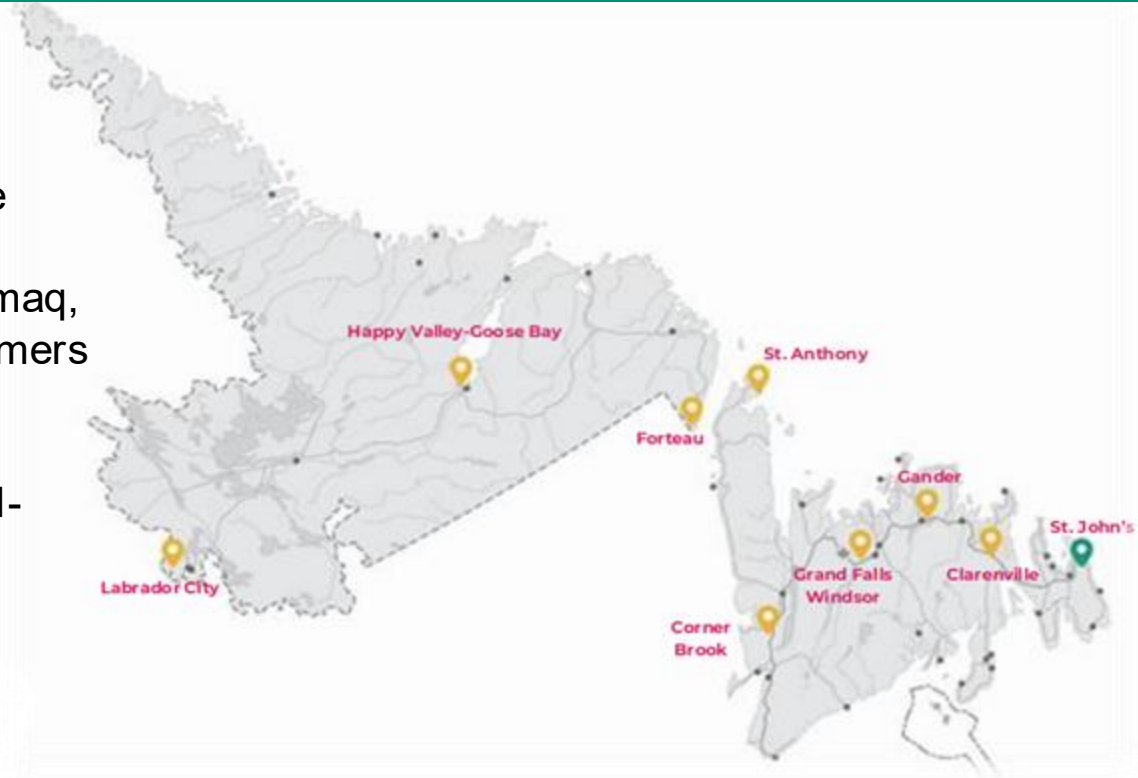 e
maq,
mers
l-
Happy Valley-Goose Bay
St. Anthony
Forteau
Gander
St. John's
Labrador City
Grand Falls
Windsor
Clarenville
Corner
Brook